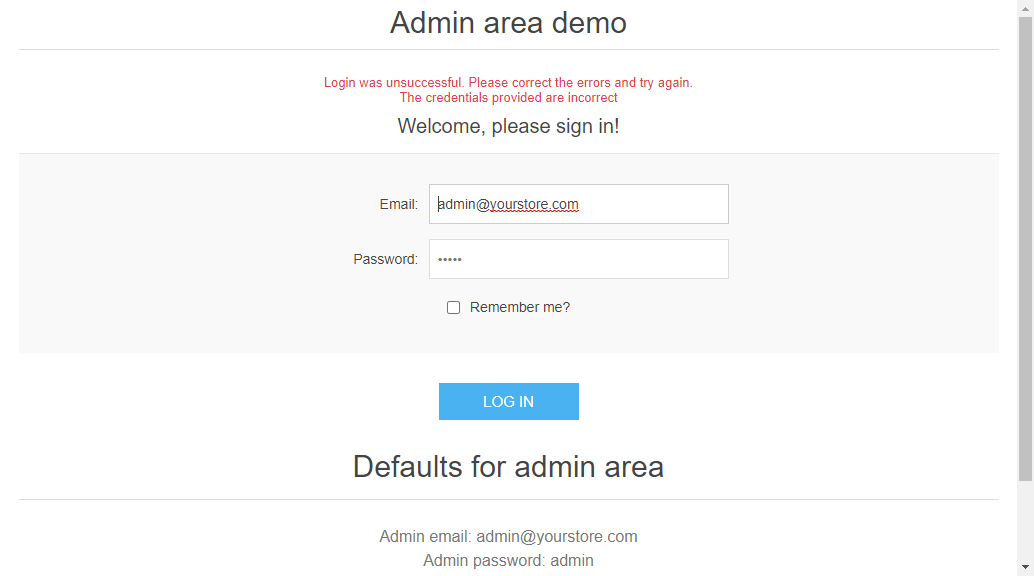 Admin area demo
Login was unsuccessful. Please correct the errors and try again.
The credentials provided are incorrect
Welcome, please sign in!
Email: admin@yourstore.com
Password: •••••
Remember me?
LOG IN
Defaults for admin area
Admin email: admin@yourstore.com
Admin password: admin